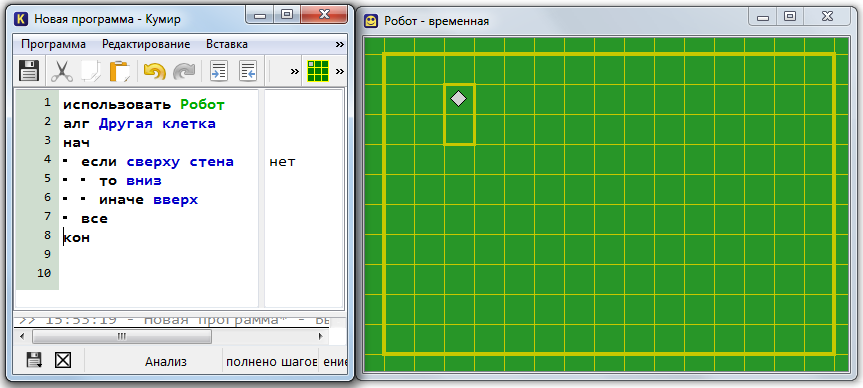 Новая программа - Кумир
Программа Редактирование Вставка »
» »
1 использовать Робот
2 алг Другая клетка
3 нач
4 если сверху стена нет
5 то вниз
6 иначе вверх
7 все
8 кон
9
10
>> 15:53:19 - Новая программа* - Вы
Анализ полнено шагов ение
Робот - временная